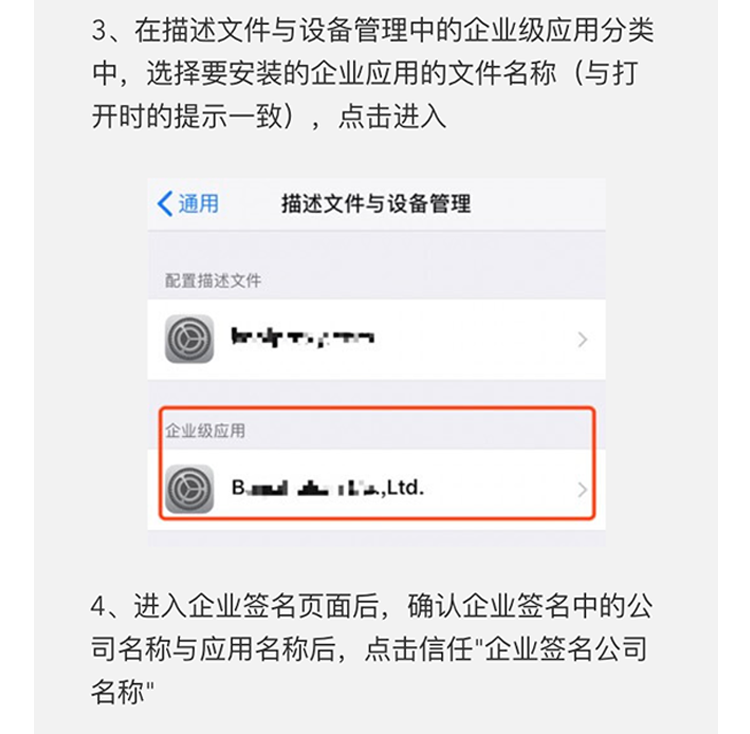 3、在描述文件与设备管理中的企业级应用分类
中，选择要安装的企业应用的文件名称（与打
开时的提示一致），点击进入
通用
描述文件与设备管理
配置描述文件
企业级应用
B
.,Ltd.
4、进入企业签名页面后，确认企业签名中的公
司名称与应用名称后，点击信任"企业签名公司
名称"